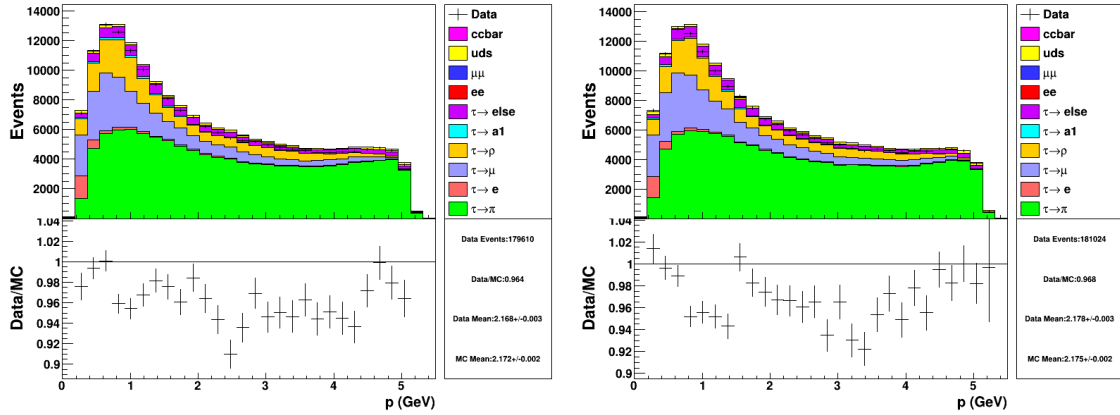 Events
14000
12000
10000
8000
6000
4000
2000
Data
ccbar
uds
μμ
ee
τ→else
τ→a1
τ→ρ
τ→μ
τ→ e
τ→π
Data/MC
1.04
1.02
1
0.98
0.96
0.94
0.92
0.9
0 1 2 3 4 5
p (GeV)
Data Events:179610
Data/MC:0.964
Data Mean:2.168+/-0.003
MC Mean:2.172+/-0.002
Events
14000
12000
10000
8000
6000
4000
2000
Data
ccbar
uds
μμ
ee
τ→else
τ→a1
τ→ρ
τ→μ
τ→ e
τ→π
Data/MC
1.04
1.02
1
0.98
0.96
0.94
0.92
0.9
0 1 2 3 4 5
p (GeV)
Data Events:181024
Data/MC:0.968
Data Mean:2.178+/-0.003
MC Mean:2.175+/-0.002